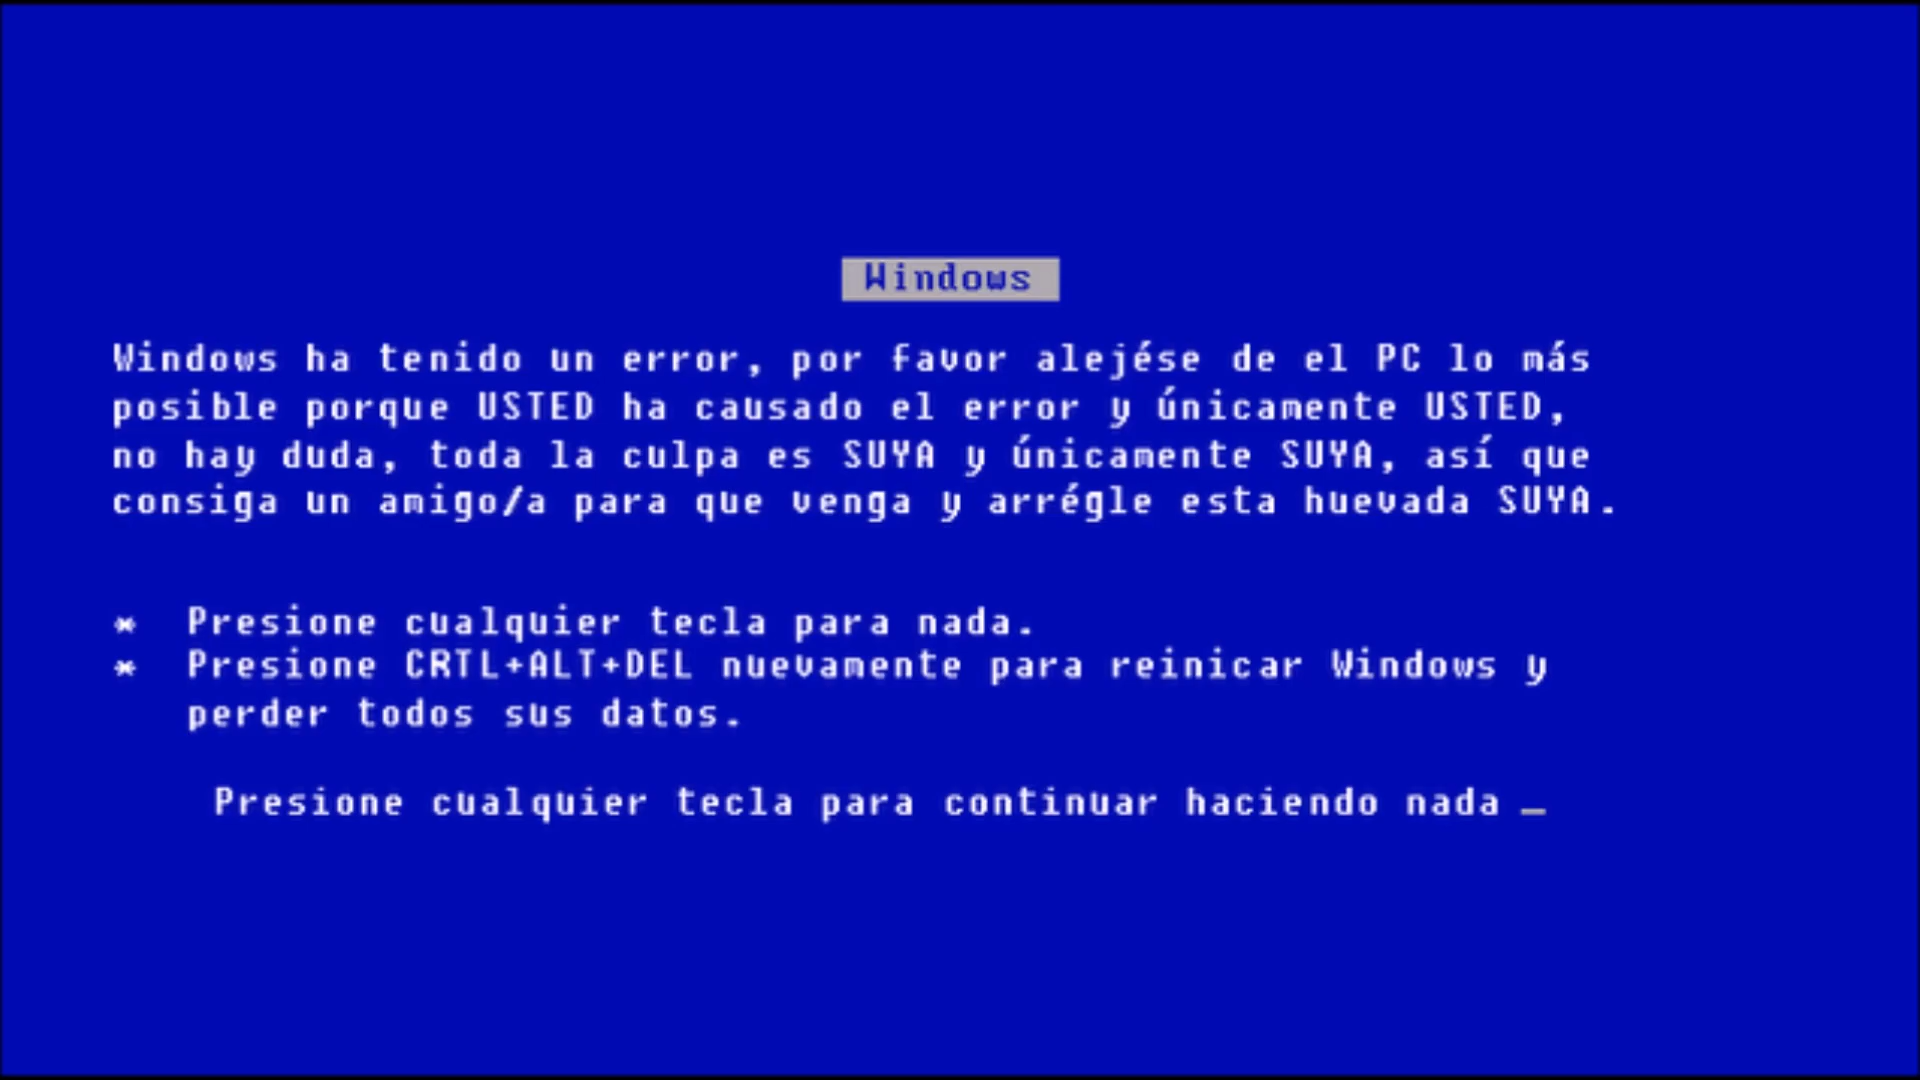 Windows
Windows ha tenido un error, por favor alejése de el PC lo más
posible porque USTED ha causado el error y únicamente USTED,
no hay duda, toda la culpa es SUYA y únicamente SUYA, así que
consiga un amigo/a para que venga y arrégle esta huevada SUYA.
* Presione cualquier tecla para nada.
* Presione CRTL+ALT+DEL nuevamente para reinicar Windows y
perder todos sus datos.
Presione cualquier tecla para continuar haciendo nada _